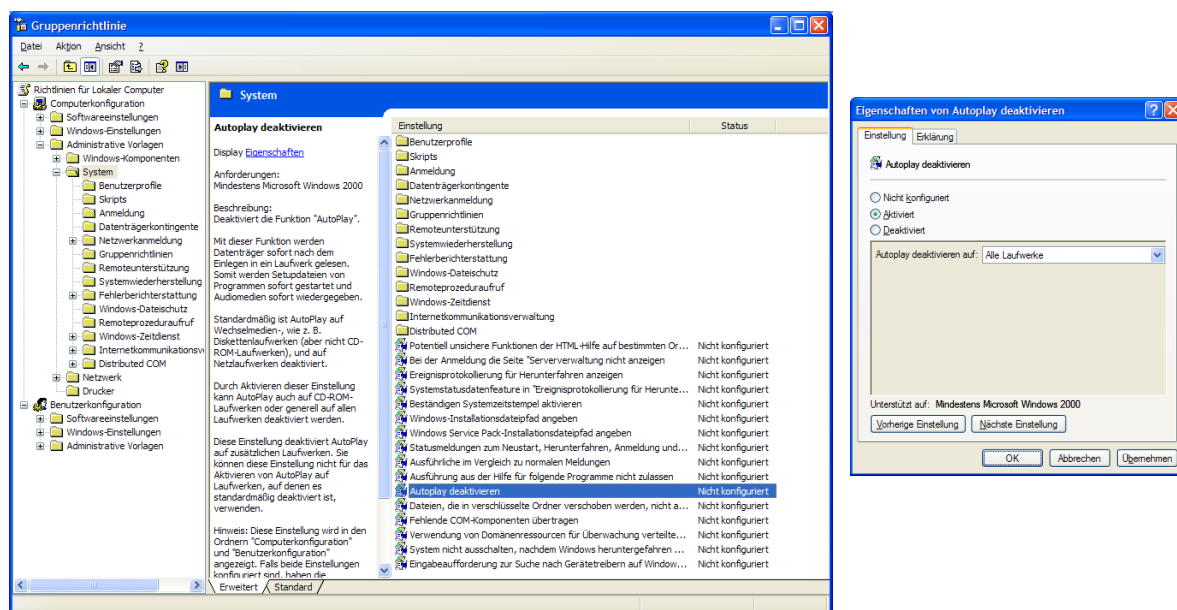 Gruppenrichtlinie
Datei Aktion Ansicht ?
Richtlinien für Lokaler Computer
Computerkonfiguration
Softwareeinstellungen
Windows-Einstellungen
Administrative Vorlagen
Windows-Komponenten
System
Benutzerprofile
Skripts
Anmeldung
Datenträgerkontingente
Netzwerkanmeldung
Gruppenrichtlinien
Remoteunterstützung
Systemwiederherstellung
Fehlerberichterstattung
Windows-Dateischutz
Remoteprozeduraufruf
Windows-Zeitdienst
Internetkommunikationsv
Distributed COM
Netzwerk
Drucker
Benutzerkonfiguration
Softwareeinstellungen
Windows-Einstellungen
Administrative Vorlagen
System
Autoplay deaktivieren
Display Eigenschaften
Anforderungen:
Mindestens Microsoft Windows 2000
Beschreibung:
Deaktiviert die Funktion "AutoPlay".
Mit dieser Funktion werden
Datenträger sofort nach dem
Einlegen in ein Laufwerk gelesen.
Somit werden Setupdateien von
Programmen sofort gestartet und
Audiomedien sofort wiedergegeben.
Standardmäßig ist AutoPlay auf
Wechselmedien-, wie z. B.
Diskettenlaufwerken (aber nicht CD-
ROM-Laufwerken), und auf
Netzlaufwerken deaktiviert.
Durch Aktivieren dieser Einstellung
kann AutoPlay auch auf CD-ROM-
Laufwerken oder generell auf allen
Laufwerken deaktiviert werden.
Diese Einstellung deaktiviert AutoPlay
auf zusätzlichen Laufwerken. Sie
können diese Einstellung nicht für das
Aktivieren von AutoPlay auf
Laufwerken, auf denen es
standardmäßig deaktiviert ist,
verwenden.
Hinweis: Diese Einstellung wird in den
Ordnern "Computerkonfiguration"
und "Benutzerkonfiguration"
angezeigt. Falls beide Einstellungen
konfiguriert sind, haben die
Einstellung Status
Benutzerprofile
Skripts
Anmeldung
Datenträgerkontingente
Netzwerkanmeldung
Gruppenrichtlinien
Remoteunterstützung
Systemwiederherstellung
Fehlerberichterstattung
Windows-Dateischutz
Remoteprozeduraufruf
Windows-Zeitdienst
Internetkommunikationsverwaltung
Distributed COM
Potentiell unsichere Funktionen der HTML-Hilfe auf bestimmten Or... Nicht konfiguriert
Bei der Anmeldung die Seite "Serververwaltung nicht anzeigen Nicht konfiguriert
Ereignisprotokollierung für Herunterfahren anzeigen Nicht konfiguriert
Systemstatusdatenfeature in "Ereignisprotokollierung für Herunte... Nicht konfiguriert
Beständigen Systemzeitstempel aktivieren Nicht konfiguriert
Windows-Installationsdateipfad angeben Nicht konfiguriert
Windows Service Pack-Installationsdateipfad angeben Nicht konfiguriert
Statusmeldungen zum Neustart, Herunterfahren, Anmeldung und... Nicht konfiguriert
Ausführliche im Vergleich zu normalen Meldungen Nicht konfiguriert
Ausführung aus der Hilfe für folgende Programme nicht zulassen Nicht konfiguriert
Autoplay deaktivieren Nicht konfiguriert
Dateien, die in verschlüsselte Ordner verschoben werden, nicht a... Nicht konfiguriert
Fehlende COM-Komponenten übertragen Nicht konfiguriert
Verwendung von Domänenressourcen für Überwachung verteilte... Nicht konfiguriert
System nicht ausschalten, nachdem Windows heruntergefahren ... Nicht konfiguriert
Eingabeaufforderung zur Suche nach Gerätetreibern auf Window... Nicht konfiguriert
Erweitert Standard
Eigenschaften von Autoplay deaktivieren
Einstellung Erklärung
Autoplay deaktivieren
Nicht konfiguriert
Aktiviert
Deaktiviert
Autoplay deaktivieren auf: Alle Laufwerke
Unterstützt auf: Mindestens Microsoft Windows 2000
Vorherige Einstellung Nächste Einstellung
OK Abbrechen Übernehmen